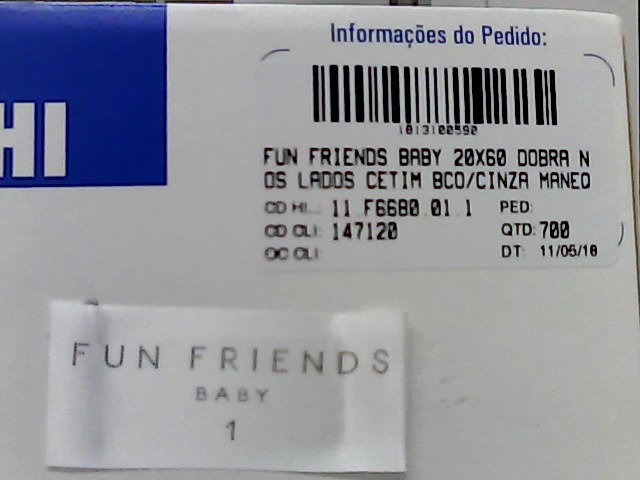 HI
Informações do Pedido:
1813100590
FUN FRIENDS BABY 20X60 DOBRA N
OS LADOS CETIM BCO/CINZA MANEO
CD HI.: 11 F6680 01 1 PED:
CD CLI: 147120 QTD: 700
OC CLI: DT: 11/05/18
FUN FRIENDS
BABY
1